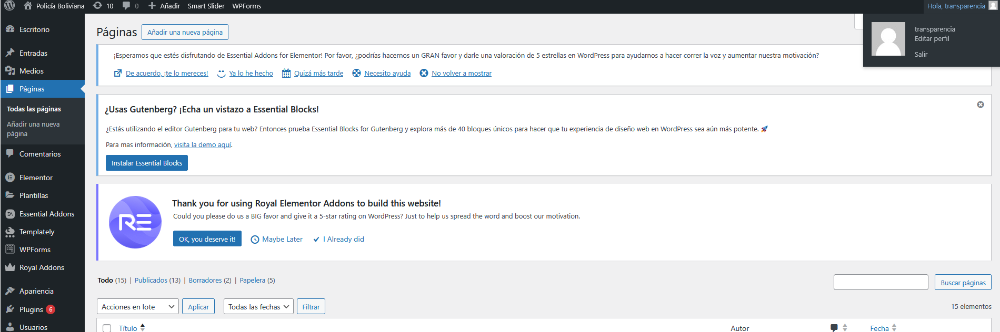 Policía Boliviana 10 0 Añadir Smart Slider WPForms Hola, transparencia
transparencia
Editar perfil
Salir
Escritorio
Entradas
Medios
Páginas
Todas las páginas
Añadir una nueva
página
Comentarios
Elementor
Plantillas
Essential Addons
Templately
WPForms
Royal Addons
Apariencia
Plugins 6
Usuarios
Páginas Añadir una nueva página
¡Esperamos que estés disfrutando de Essential Addons for Elementor! Por favor, ¿podrías hacernos un GRAN favor y darle una valoración de 5 estrellas en WordPress para ayudarnos a hacer correr la voz y aumentar nuestra motivación?
De acuerdo, ¡te lo mereces! Ya lo he hecho Quizá más tarde Necesito ayuda No volver a mostrar
¿Usas Gutenberg? ¡Echa un vistazo a Essential Blocks!
¿Estás utilizando el editor Gutenberg para tu web? Entonces prueba Essential Blocks for Gutenberg y explora más de 40 bloques únicos para hacer que tu experiencia de diseño web en WordPress sea aún más potente. 🚀
Para mas información, visita la demo aquí.
Instalar Essential Blocks
RE
Thank you for using Royal Elementor Addons to build this website!
Could you please do us a BIG favor and give it a 5-star rating on WordPress? Just to help us spread the word and boost our motivation.
OK, you deserve it! Maybe Later I Already did
Todo (15) | Publicados (13) | Borradores (2) | Papelera (5)
Buscar páginas
Acciones en lote Aplicar Todas las fechas Filtrar 15 elementos
Título Autor Fecha